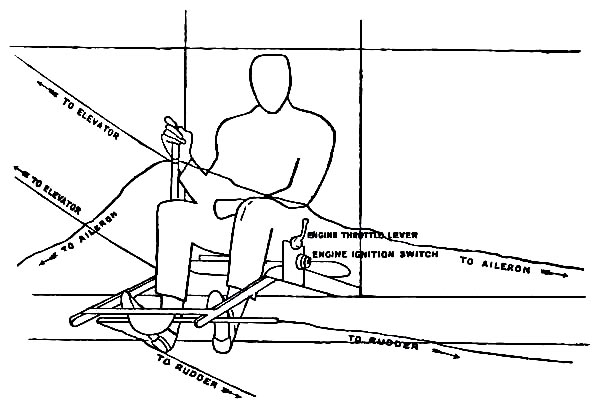 TO ELEVATOR
TO ELEVATOR
TO AILERON
ENGINE THROTTLE LEVER
ENGINE IGNITION SWITCH
TO AILERON
TO RUDDER
TO RUDDER